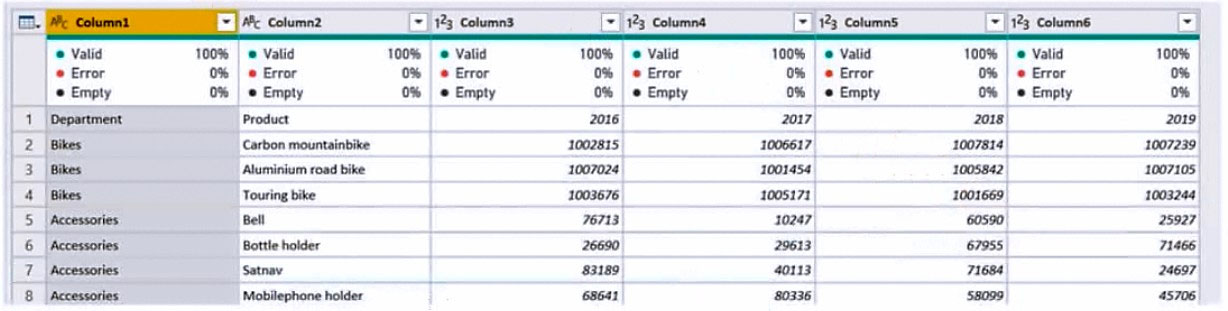 ABC Column1 ABC Column2 123 Column3 123 Column4 123 Column5 123 Column6
Valid 100% Valid 100% Valid 100% Valid 100% Valid 100% Valid 100%
Error 0% Error 0% Error 0% Error 0% Error 0% Error 0%
Empty 0% Empty 0% Empty 0% Empty 0% Empty 0% Empty 0%
1 Department Product 2016 2017 2018 2019
2 Bikes Carbon mountainbike 1002815 1006617 1007814 1007239
3 Bikes Aluminium road bike 1007024 1001454 1005842 1007105
4 Bikes Touring bike 1003676 1005171 1001669 1003244
5 Accessories Bell 76713 10247 60590 25927
6 Accessories Bottle holder 26690 29613 67955 71466
7 Accessories Satnav 83189 40113 71684 24697
8 Accessories Mobilephone holder 68641 80336 58099 45706